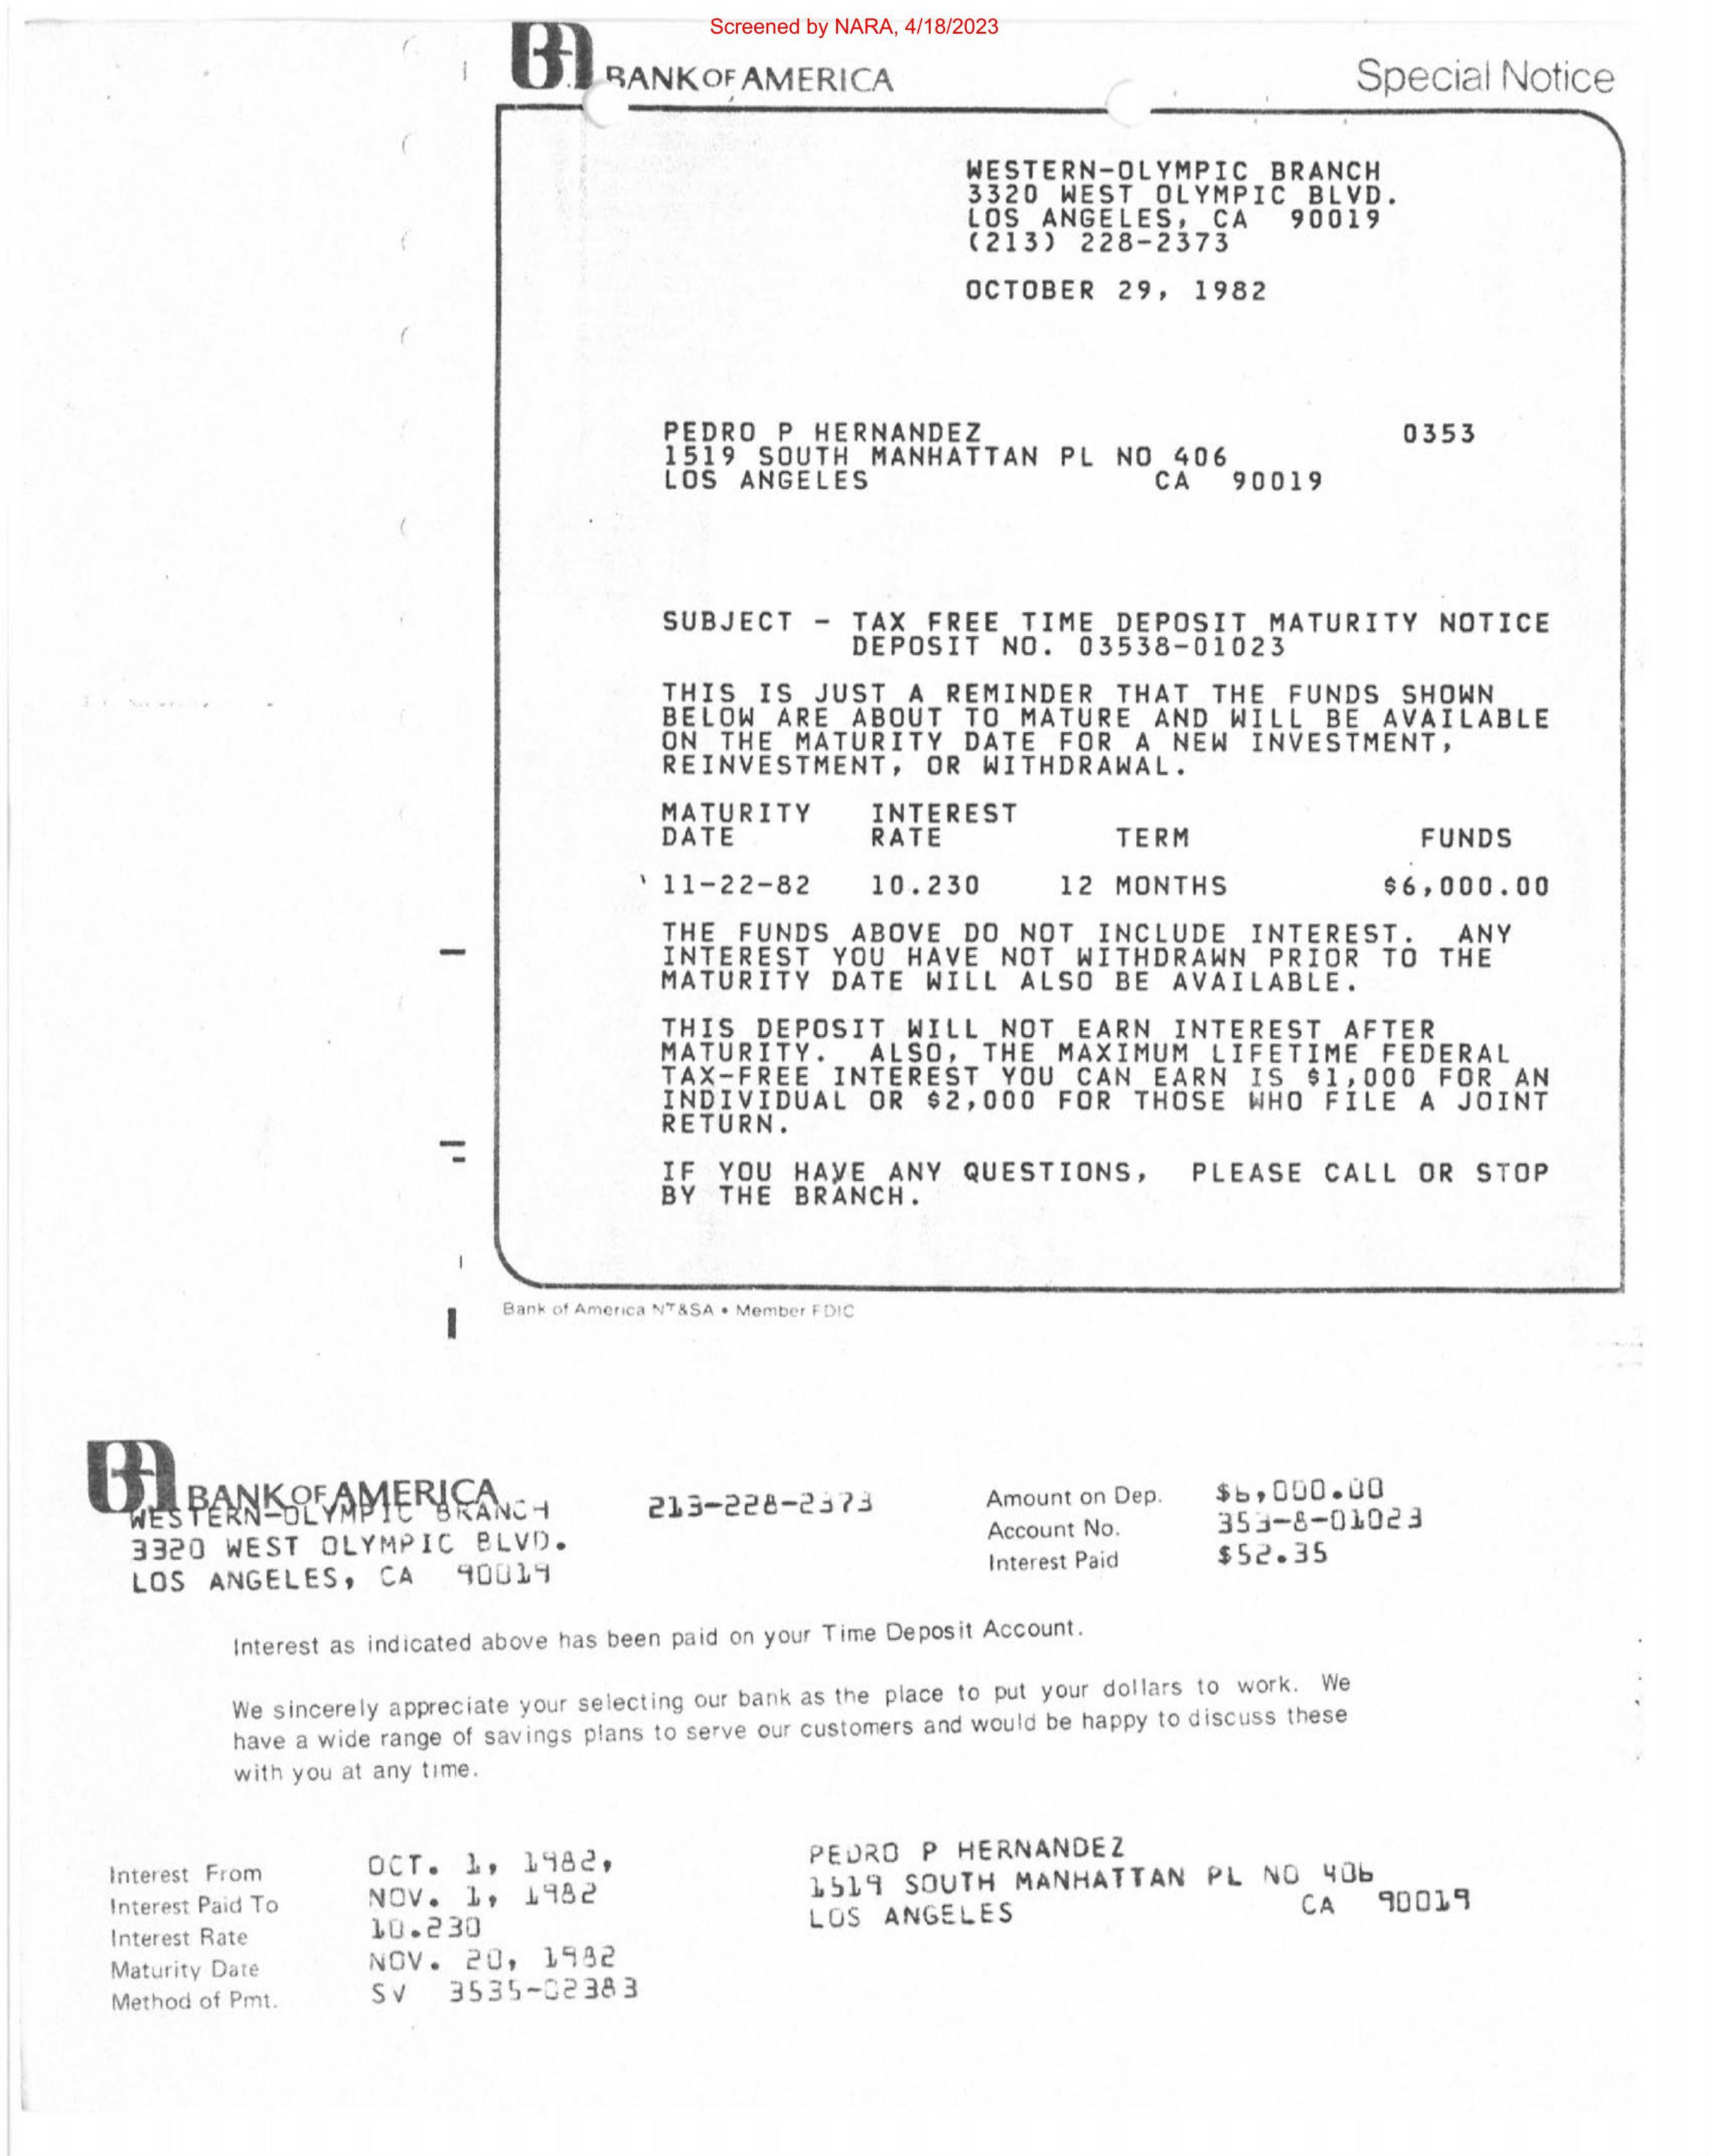 Screened by NARA, 4/18/2023
BA BANK OF AMERICA
Special Notice
WESTERN-OLYMPIC BRANCH
3320 WEST OLYMPIC BLVD.
LOS ANGELES, CA 90019
(213) 228-2373
OCTOBER 29, 1982
PEDRO P HERNANDEZ 0353
1519 SOUTH MANHATTAN PL NO 406
LOS ANGELES CA 90019
SUBJECT - TAX FREE TIME DEPOSIT MATURITY NOTICE
DEPOSIT NO. 03538-01023
THIS IS JUST A REMINDER THAT THE FUNDS SHOWN
BELOW ARE ABOUT TO MATURE AND WILL BE AVAILABLE
ON THE MATURITY DATE FOR A NEW INVESTMENT,
REINVESTMENT, OR WITHDRAWAL.
MATURITY INTEREST
DATE RATE TERM FUNDS
11-22-82 10.230 12 MONTHS $6,000.00
THE FUNDS ABOVE DO NOT INCLUDE INTEREST. ANY
INTEREST YOU HAVE NOT WITHDRAWN PRIOR TO THE
MATURITY DATE WILL ALSO BE AVAILABLE.
THIS DEPOSIT WILL NOT EARN INTEREST AFTER
MATURITY. ALSO, THE MAXIMUM LIFETIME FEDERAL
TAX-FREE INTEREST YOU CAN EARN IS $1,000 FOR AN
INDIVIDUAL OR $2,000 FOR THOSE WHO FILE A JOINT
RETURN.
IF YOU HAVE ANY QUESTIONS, PLEASE CALL OR STOP
BY THE BRANCH.
Bank of America NT&SA • Member FDIC
BA BANK OF AMERICA
WESTERN-OLYMPIC BRANCH 213-228-2373
3320 WEST OLYMPIC BLVD.
LOS ANGELES, CA 90019
Amount on Dep. $6,000.00
Account No. 353-8-01023
Interest Paid $52.35
Interest as indicated above has been paid on your Time Deposit Account.
We sincerely appreciate your selecting our bank as the place to put your dollars to work. We
have a wide range of savings plans to serve our customers and would be happy to discuss these
with you at any time.
Interest From OCT. 1, 1982,
Interest Paid To NOV. 1, 1982
Interest Rate 10.230
Maturity Date NOV. 20, 1982
Method of Pmt. SV 3535-02383
PEDRO P HERNANDEZ
1519 SOUTH MANHATTAN PL NO 406
LOS ANGELES CA 90019